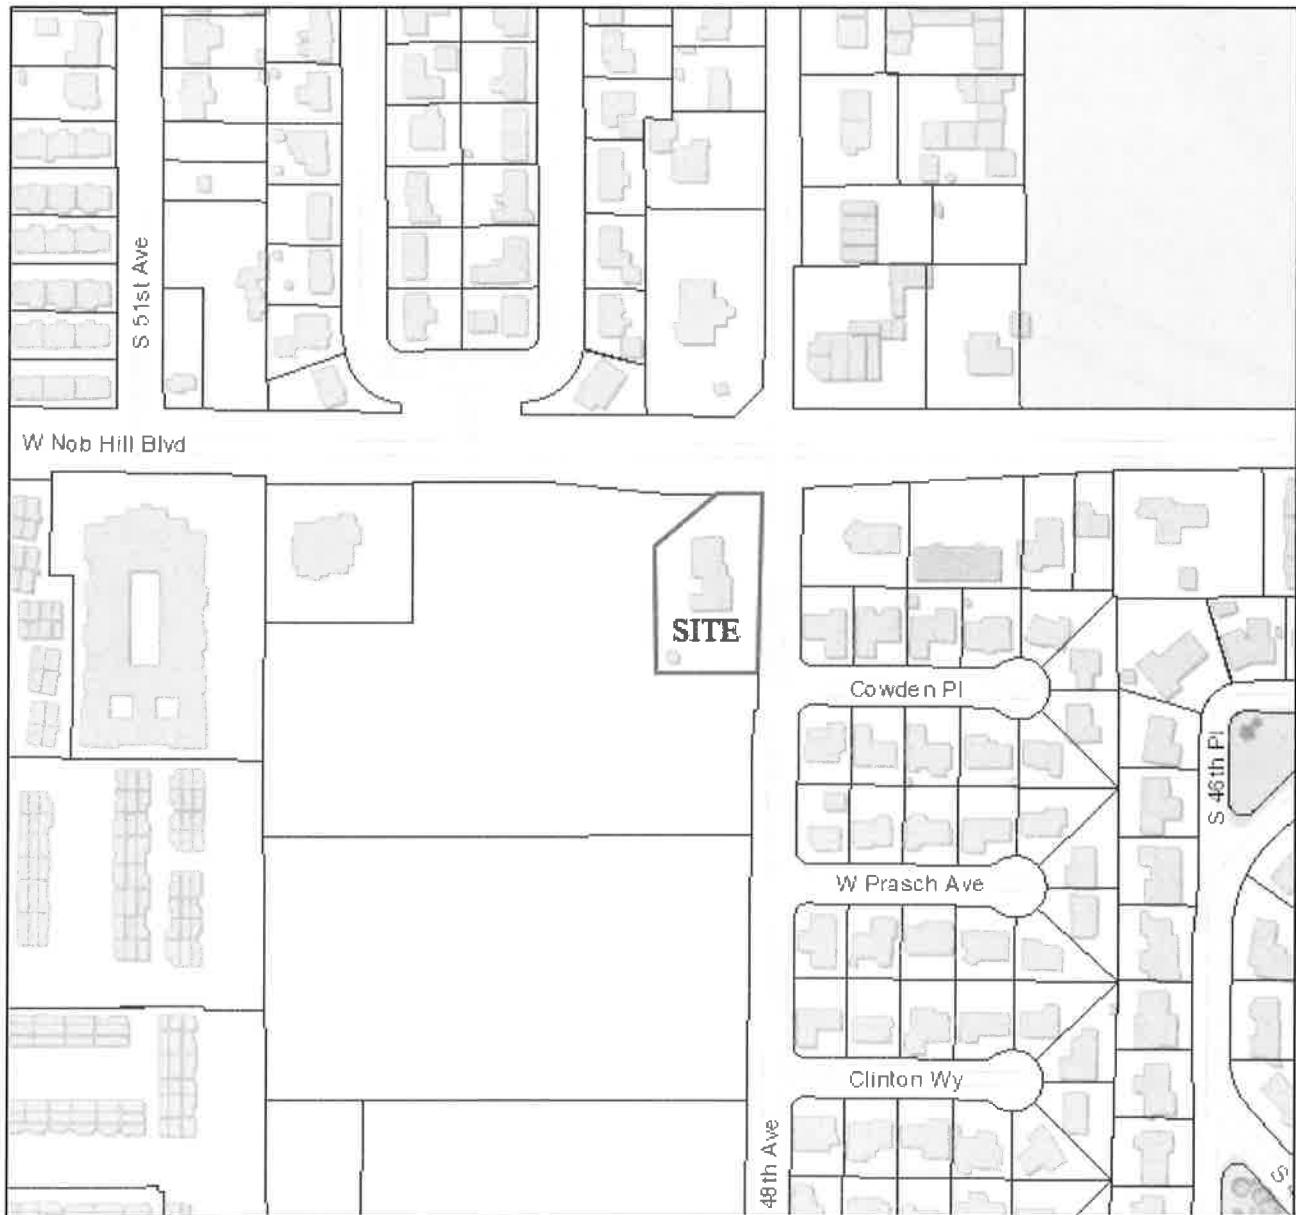 S 51st Ave
W Nob Hill Blvd
SITE
Cowden Pl
S 46th Pl
W Prasch Ave
Clinton Wy
48th Ave
S